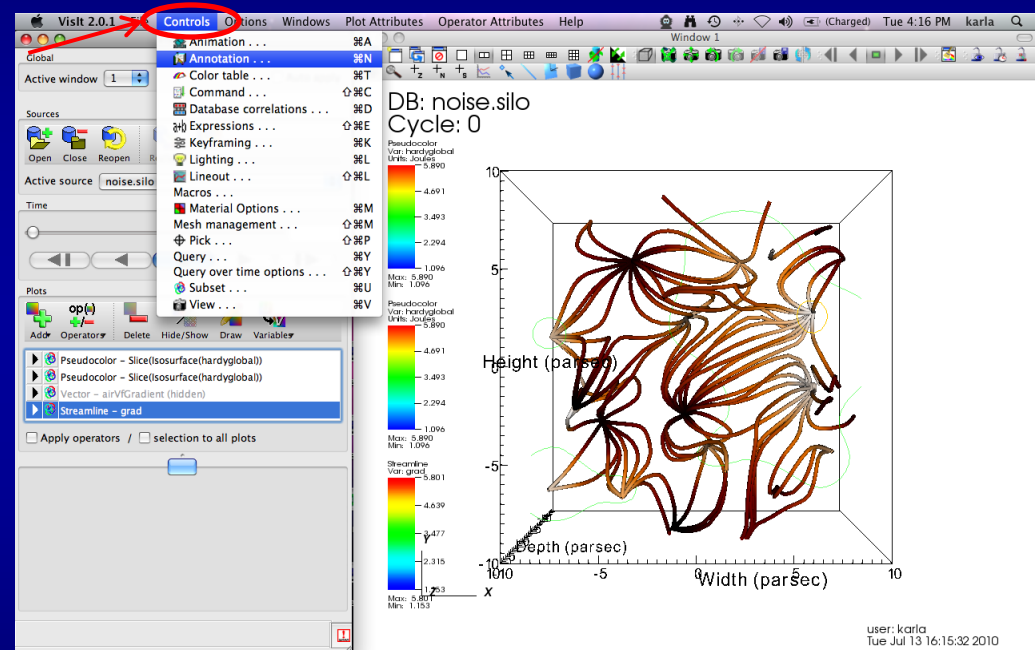 VisIt 2.0.1 Controls Options Windows Plot Attributes Operator Attributes Help (Charged) Tue 4:16 PM karla
Global
Active window 1
Sources
Open Close Reopen
Active source noise.silo
Time
Plots
Add Operators Delete Hide/Show Draw Variables
op(u)
Pseudocolor - Slice(Isosurface(hardyglobal))
Pseudocolor - Slice(Isosurface(hardyglobal))
Vector - airVfGradient (hidden)
Streamline - grad
Apply operators / selection to all plots
Animation . . . ⌘A
Annotation . . . ⌘N
Color table . . . ⌘T
Command . . . ⇧⌘C
Database correlations . . . ⌘D
Expressions . . . ⇧⌘E
Keyframing . . . ⌘K
Lighting . . . ⌘L
Lineout . . . ⇧⌘L
Macros . . .
Material Options . . . ⌘M
Mesh management . . . ⇧⌘M
Pick . . . ⇧⌘P
Query . . . ⌘Y
Query over time options . . . ⇧⌘Y
Subset . . . ⌘U
View . . . ⌘V
Window 1
DB: noise.silo
Cycle: 0
Pseudocolor
Var: hardyglobal
Units: Joules
5.890
4.691
3.493
2.294
1.096
Max: 5.890
Min: 1.096
Pseudocolor
Var: hardyglobal
Units: Joules
5.890
4.691
3.493
2.294
1.096
Max: 5.890
Min: 1.096
Streamline
Var: grad
5.801
4.639
3.477
2.315
1.153
Max: 5.801
Min: 1.153
10
5
Height (parsec)
-5
Depth (parsec)
-10
-5 0 5 10
Width (parsec)
Y
Z X
user: karla
Tue Jul 13 16:15:32 2010